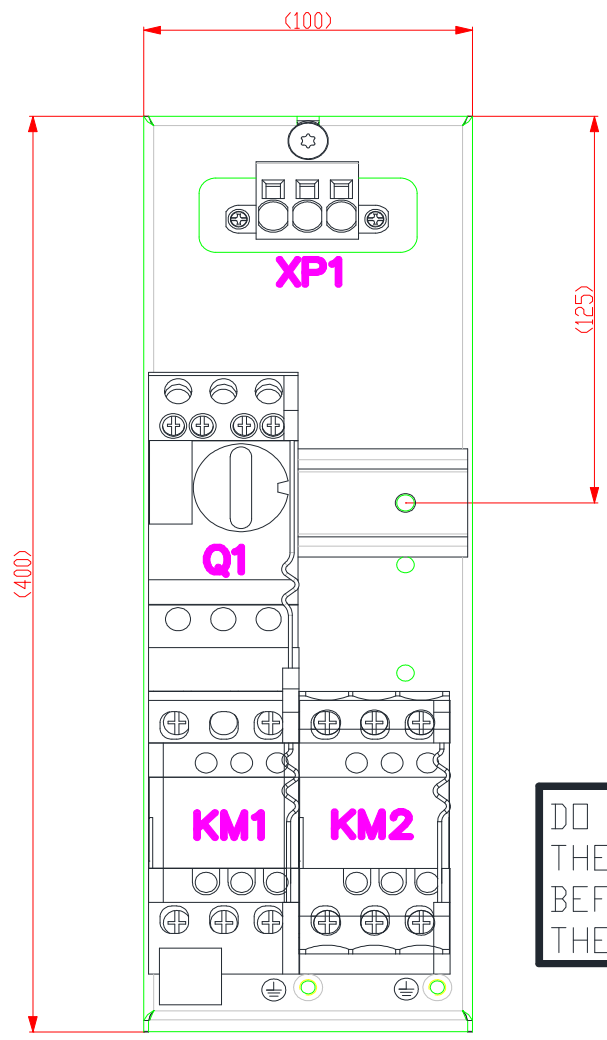 (100)
XP1
(125)
Q1
(400)
KM1
KM2
DO
THE
BEF
THE